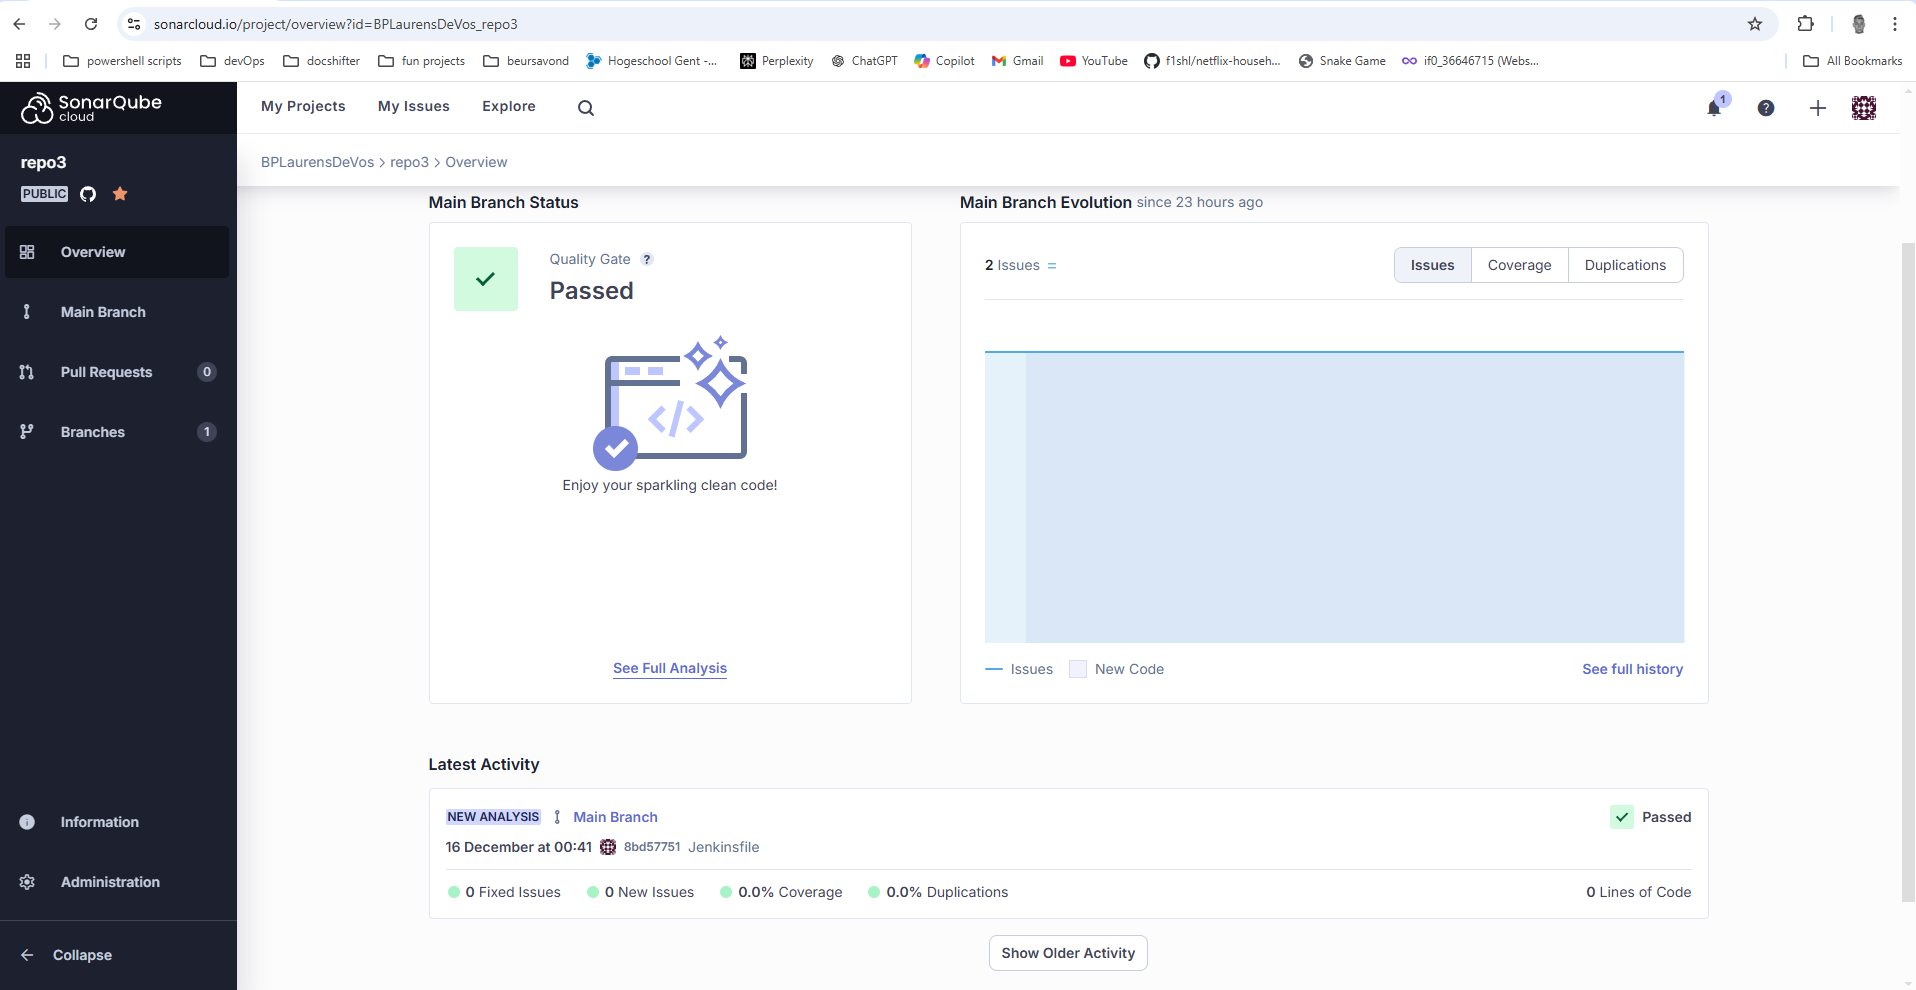 sonarcloud.io/project/overview?id=BPLaurensDeVos_repo3
powershell scripts devOps docshifter fun projects beursavond Hogeschool Gent -... Perplexity ChatGPT Copilot Gmail YouTube f1shl/netflix-househ... Snake Game if0_36646715 (Webs... All Bookmarks
SonarQube
cloud
My Projects My Issues Explore
1
?
repo3
PUBLIC
Overview
Main Branch
Pull Requests 0
Branches 1
Information
Administration
Collapse
BPLaurensDeVos > repo3 > Overview
Main Branch Status
Quality Gate ?
Passed
Enjoy your sparkling clean code!
See Full Analysis
Main Branch Evolution since 23 hours ago
2 Issues =
Issues Coverage Duplications
Issues New Code
See full history
Latest Activity
NEW ANALYSIS Main Branch
Passed
16 December at 00:41 8bd57751 Jenkinsfile
0 Fixed Issues 0 New Issues 0.0% Coverage 0.0% Duplications 0 Lines of Code
Show Older Activity